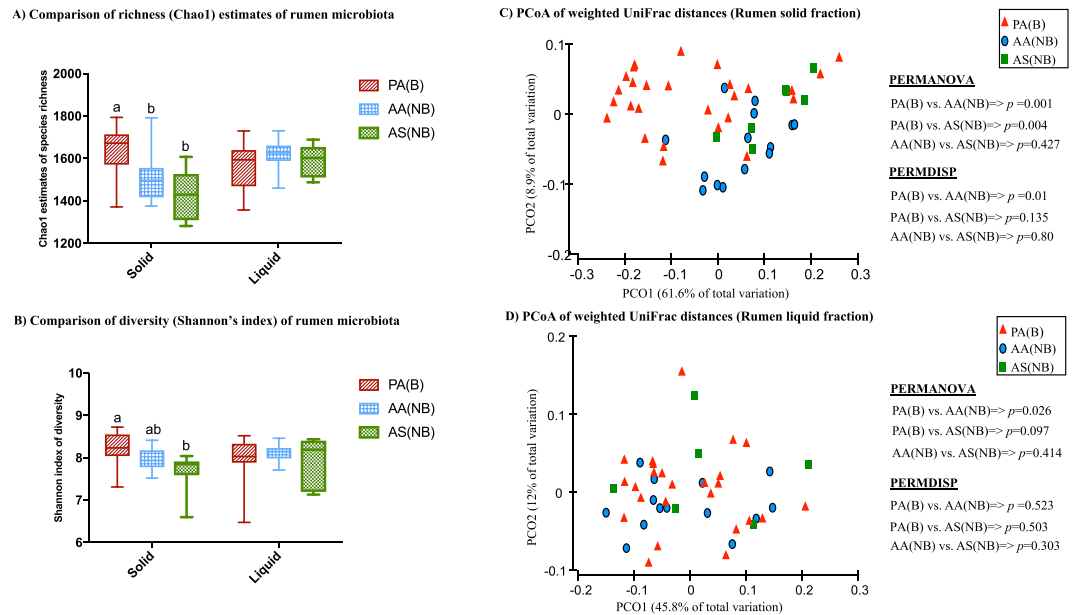 A) Comparison of richness (Chao1) estimates of rumen microbiota
Chao1 estimates of species richness
2000
1800
1600
1400
1200
a
b
b
Solid
Liquid
PA(B)
AA(NB)
AS(NB)
B) Comparison of diversity (Shannon's index) of rumen microbiota
Shannon index of diversity
10
9
8
7
6
a
ab
b
Solid
Liquid
PA(B)
AA(NB)
AS(NB)
C) PCoA of weighted UniFrac distances (Rumen solid fraction)
PCO2 (8.9% of total variation)
0.1
0
-0.1
-0.2
-0.3
-0.2
-0.1
0
0.1
0.2
0.3
PCO1 (61.6% of total variation)
PA(B)
AA(NB)
AS(NB)
PERMANOVA
PA(B) vs. AA(NB)=> p=0.001
PA(B) vs. AS(NB)=> p=0.004
AA(NB) vs. AS(NB)=> p=0.427
PERMDISP
PA(B) vs. AA(NB)=> p=0.01
PA(B) vs. AS(NB)=> p=0.135
AA(NB) vs. AS(NB)=> p=0.80
D) PCoA of weighted UniFrac distances (Rumen liquid fraction)
PCO2 (12% of total variation)
0.2
0.1
0
-0.1
-0.2
-0.1
0
0.1
0.2
0.3
PCO1 (45.8% of total variation)
PA(B)
AA(NB)
AS(NB)
PERMANOVA
PA(B) vs. AA(NB)=> p=0.026
PA(B) vs. AS(NB)=> p=0.097
AA(NB) vs. AS(NB)=> p=0.414
PERMDISP
PA(B) vs. AA(NB)=> p=0.523
PA(B) vs. AS(NB)=> p=0.503
AA(NB) vs. AS(NB)=> p=0.303